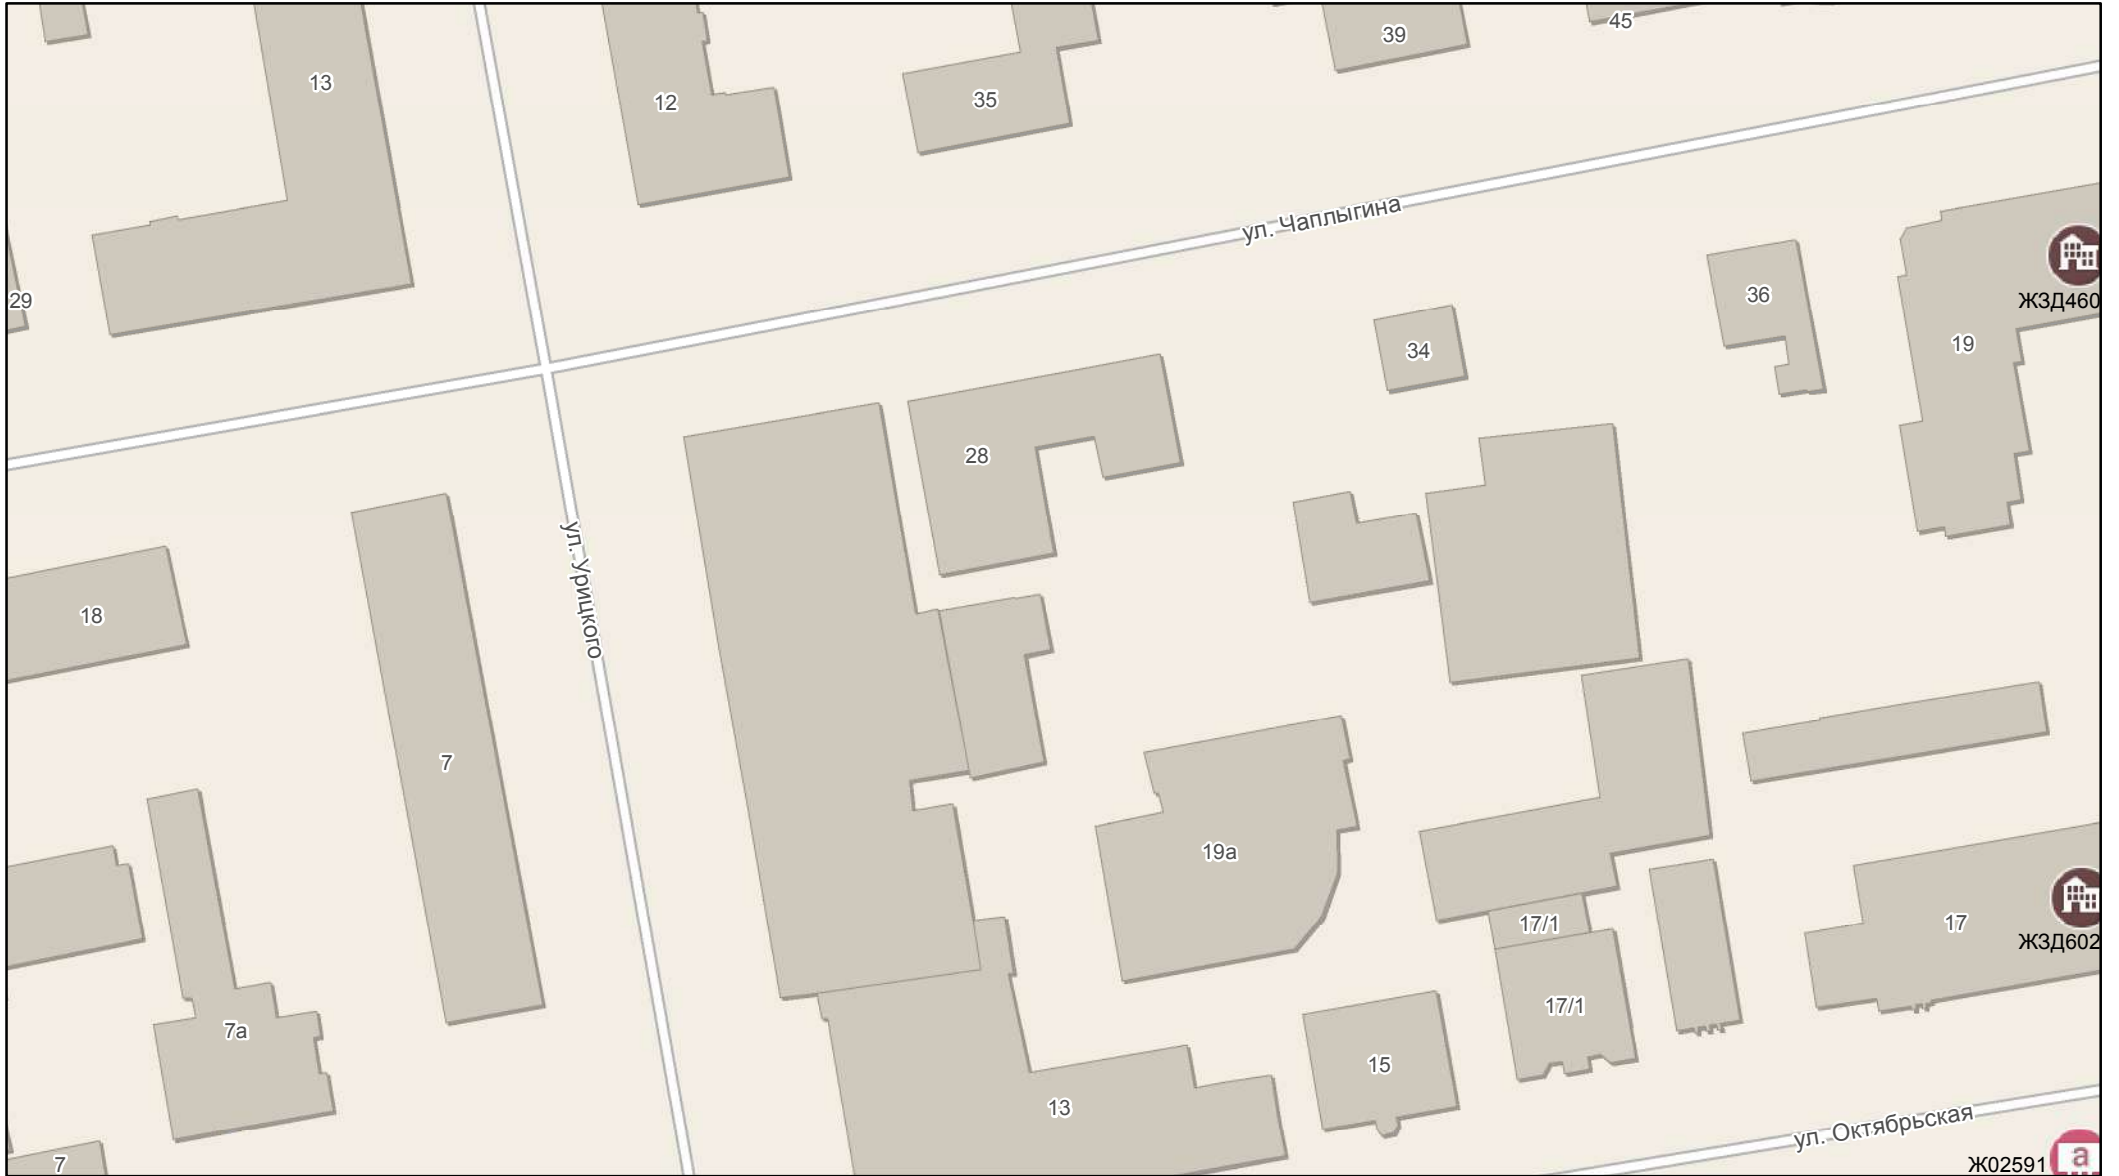 45
39
13
35
12
ул. Чаплыгина
36
29
ЖЗД460
19
34
28
ул. Урицкого
18
7
19а
17/1
17
ЖЗД602
17/1
7а
15
13
ул. Октябрьская
7
Ж02591
а